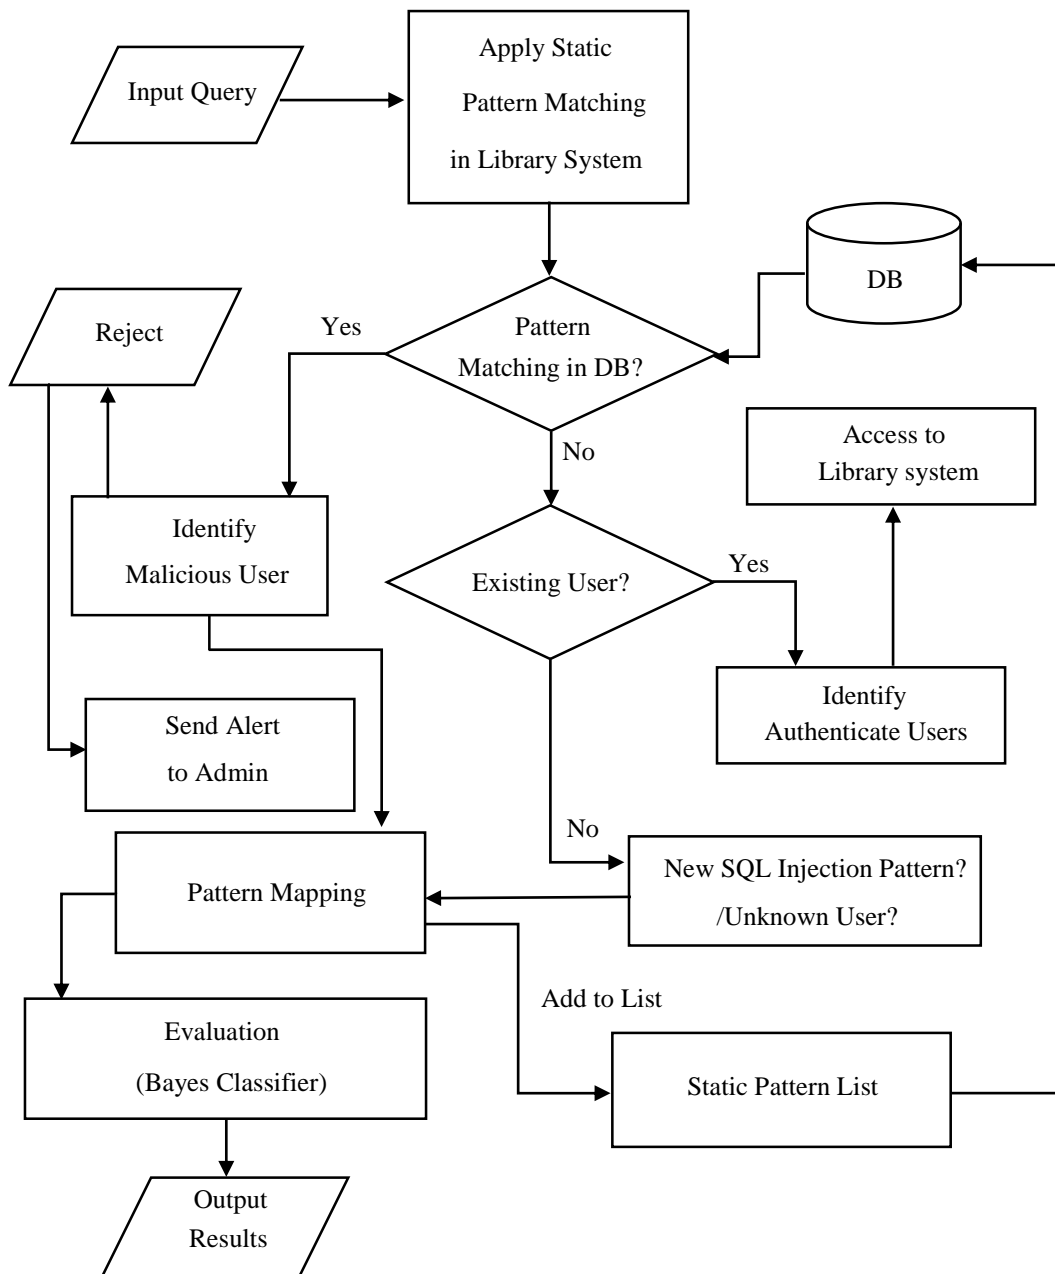 Input Query
Apply Static
Pattern Matching
in Library System
DB
Reject
Yes
Pattern
Matching in DB?
No
Access to
Library system
Identify
Malicious User
Existing User?
Yes
Identify
Authenticate Users
Send Alert
to Admin
No
New SQL Injection Pattern?
/Unknown User?
Pattern Mapping
Add to List
Evaluation
(Bayes Classifier)
Static Pattern List
Output
Results